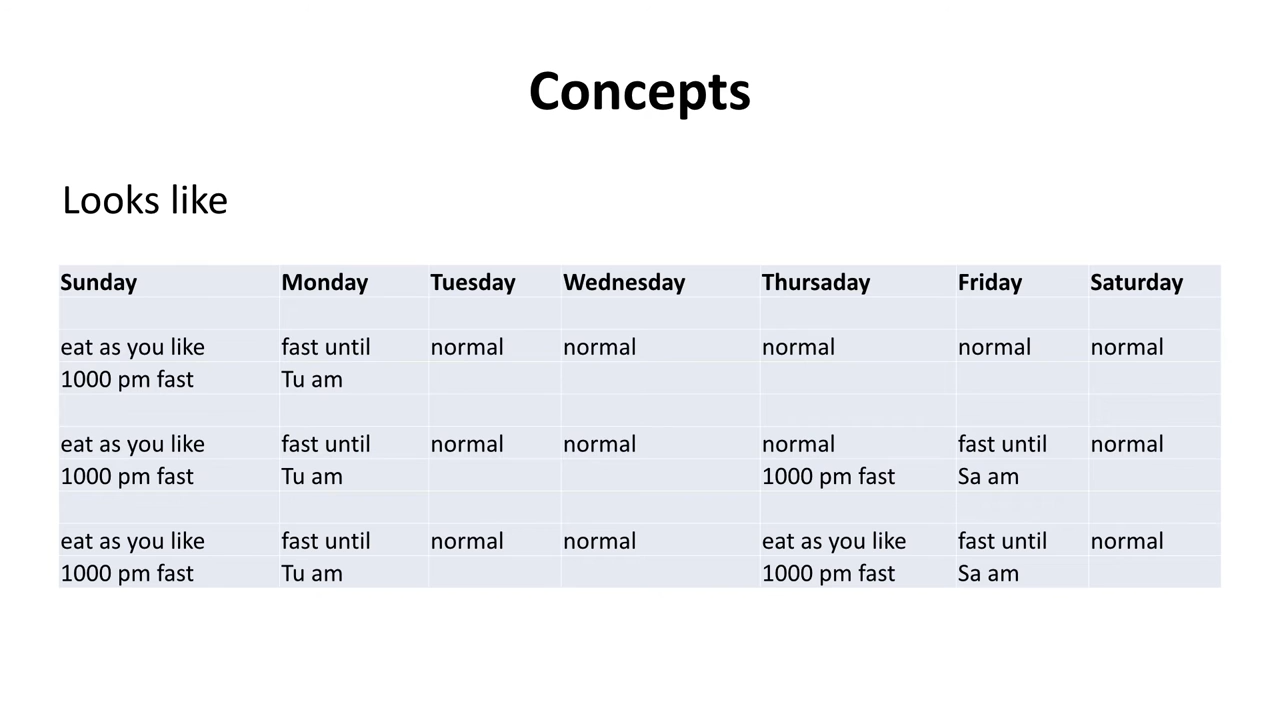 Concepts
Looks like
Sunday Monday Tuesday Wednesday Thursaday Friday Saturday
eat as you like fast until normal normal normal normal normal
1000 pm fast Tu am
eat as you like fast until normal normal normal fast until normal
1000 pm fast Tu am 1000 pm fast Sa am
eat as you like fast until normal normal eat as you like fast until normal
1000 pm fast Tu am 1000 pm fast Sa am